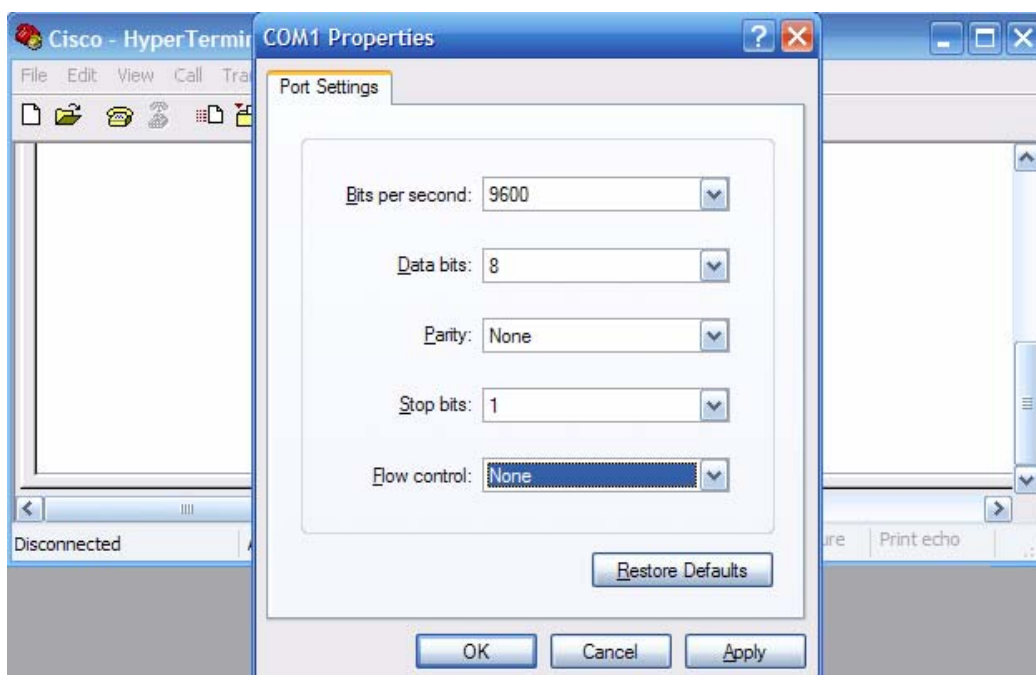 Cisco - HyperTermin
COM1 Properties
File Edit View Call Tra
Port Settings
Bits per second: 9600
Data bits: 8
Parity: None
Stop bits: 1
Flow control: None
Disconnected
Print echo
Restore Defaults
OK Cancel Apply